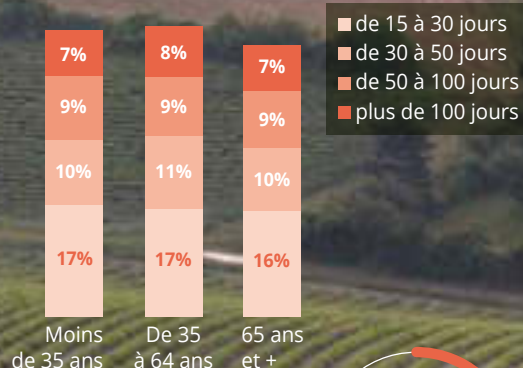 de 15 à 30 jours
de 30 à 50 jours
de 50 à 100 jours
plus de 100 jours
7% 8% 7%
9% 9% 9%
10% 11% 10%
17% 17% 16%
Moins De 35 65 ans
de 35 ans à 64 ans et +